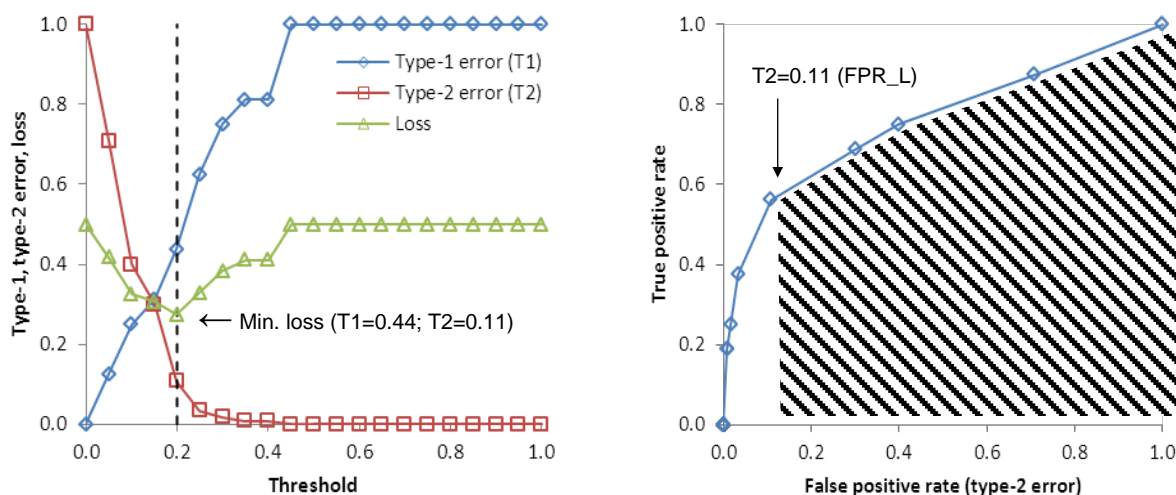 Type-1, type-2 error, loss
1.0
0.8
0.6
0.4
0.2
0.0
0.0 0.2 0.4 0.6 0.8 1.0
Threshold
Type-1 error (T1)
Type-2 error (T2)
Loss
Min. loss (T1=0.44; T2=0.11)
True positive rate
1.0
0.8
0.6
0.4
0.2
0.0
0.0 0.2 0.4 0.6 0.8 1.0
False positive rate (type-2 error)
T2=0.11 (FPR_L)